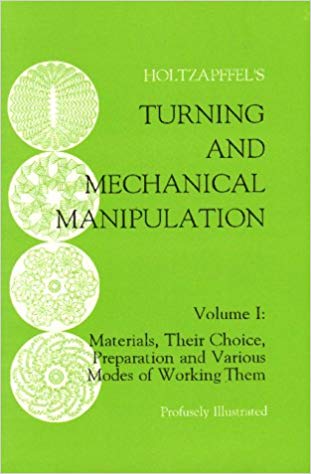 HOLTZAPFFEL'S
TURNING
AND
MECHANICAL
MANIPULATION
Volume I:
Materials, Their Choice,
Preparation and Various
Modes of Working Them
Profusely Illustrated